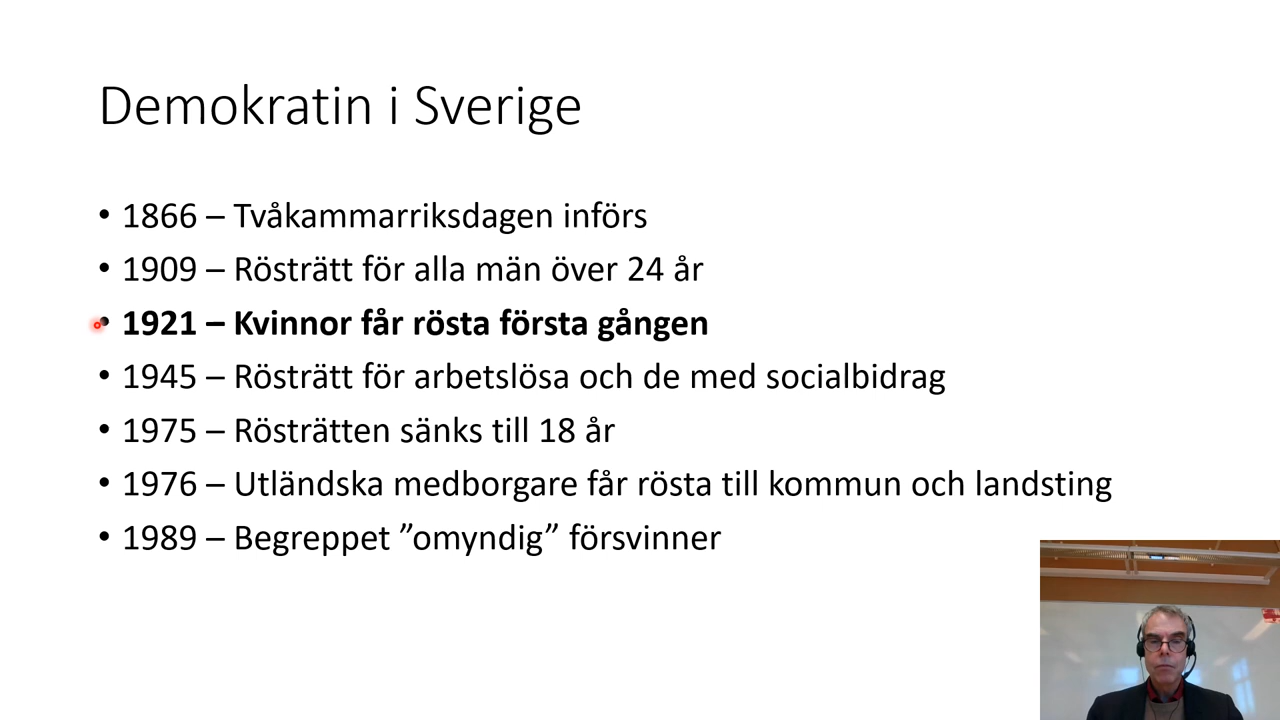 Demokratin i Sverige
• 1866 – Tvåkammarriksdagen införs
• 1909 – Rösträtt för alla män över 24 år
• 1921 – Kvinnor får rösta första gången
• 1945 – Rösträtt för arbetslösa och de med socialbidrag
• 1975 – Rösträtten sänks till 18 år
• 1976 – Utländska medborgare får rösta till kommun och landsting
• 1989 – Begreppet ”omyndig” försvinner